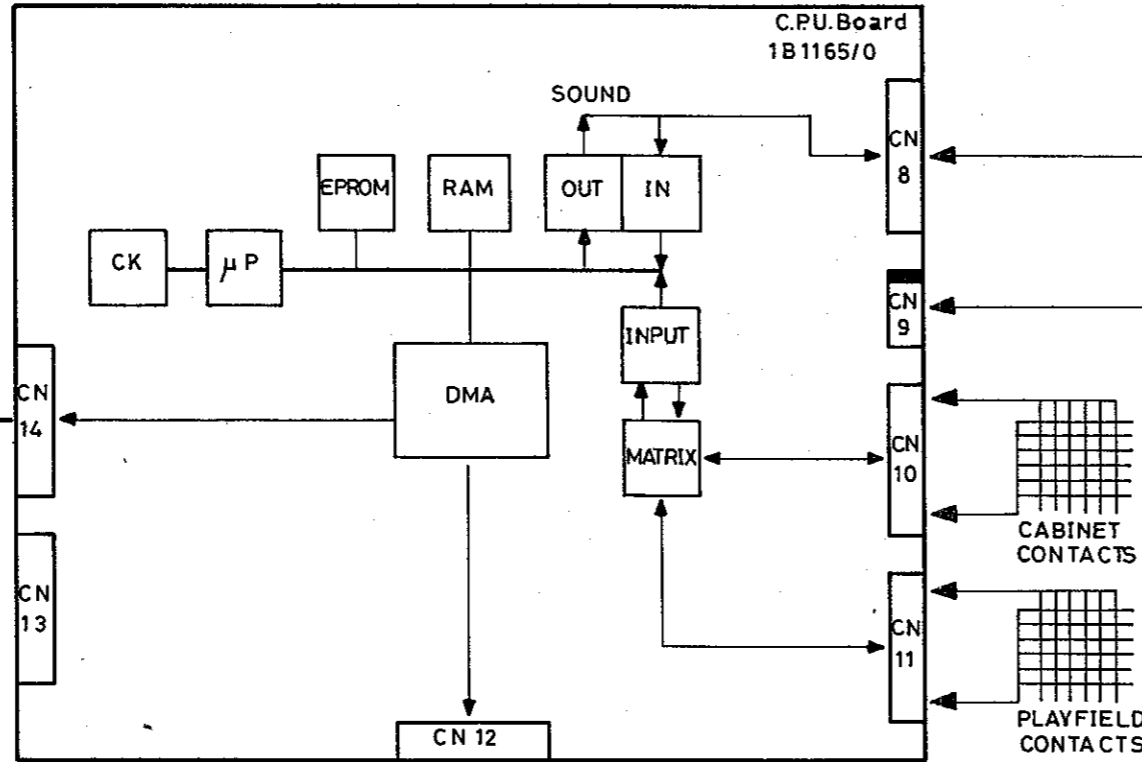 C.P.U.Board
1B1165/0
SOUND
CN
8
EPROM
RAM
OUT
IN
CK
µP
CN
9
INPUT
CN
14
DMA
MATRIX
CN
10
CABINET
CONTACTS
CN
13
CN
11
CN 12
PLAYFIELD
CONTACTS